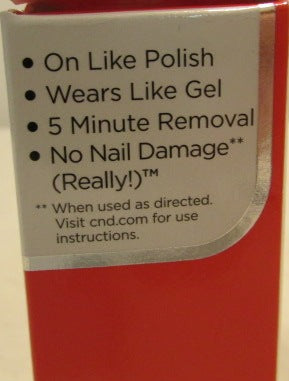 • On Like Polish
• Wears Like Gel
• 5 Minute Removal
• No Nail Damage**
(Really!)™
** When used as directed.
Visit cnd.com for use
instructions.